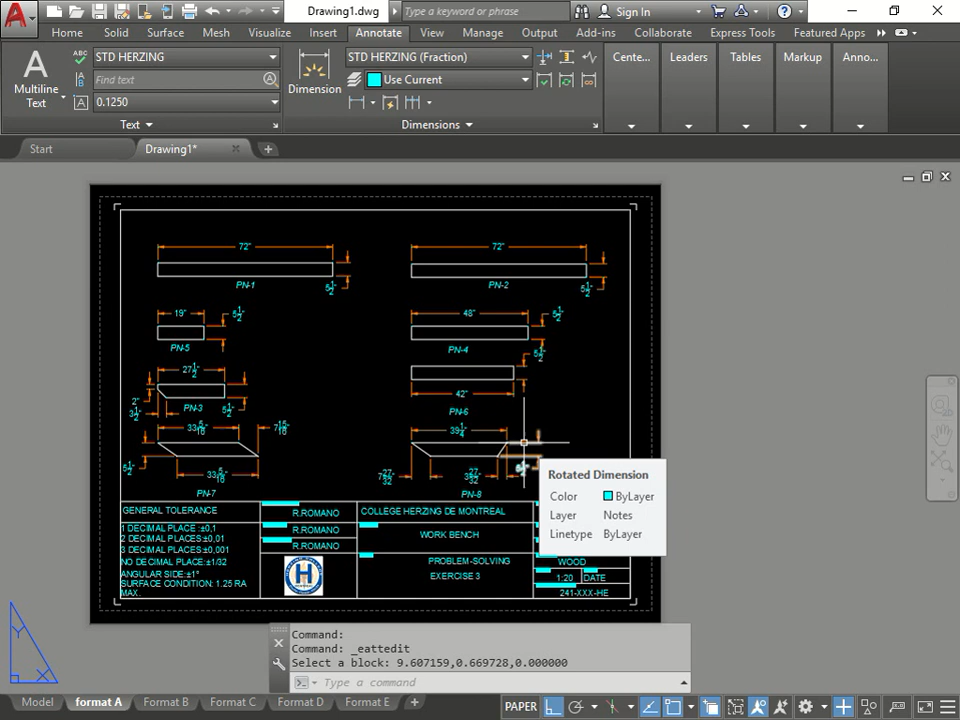 Drawing1.dwg
Type a keyword or phrase
Sign In
Home
Solid
Surface
Mesh
Visualize
Insert
Annotate
View
Manage
Output
Add-ins
Collaborate
Express Tools
Featured Apps
Multiline
Text
ABC
STD HERZING
Find text
0.1250
Text
Dimension
STD HERZING (Fraction)
Use Current
Dimensions
Cente...
Leaders
Tables
Markup
Anno...
Start
Drawing1*
72"
PN-1
72"
PN-2
19"
PN-5
48"
PN-4
PN-3
2"
42"
PN-6
PN-7
PN-8
GENERAL TOLERANCE
1 DECIMAL PLACE :±0,1
2 DECIMAL PLACES:±0,01
3 DECIMAL PLACES:±0,001
NO DECIMAL PLACE :±1/32
ANGULAR SIDE:±1°
SURFACE CONDITION: 1.25 RA
MAX.
R.ROMANO
R.ROMANO
R.ROMANO
COLLEGE HERZING DE MONTREAL
WORK BENCH
PROBLEM-SOLVING
EXERCISE 3
WOOD
1:20
DATE
241-XXX-HE
Rotated Dimension
Color ByLayer
Layer Notes
Linetype ByLayer
Command:
Command: _eattedit
Select a block: 9.607159,0.669728,0.000000
Type a command
Y
X
Model
format A
Format B
Format C
Format D
Format E
PAPER